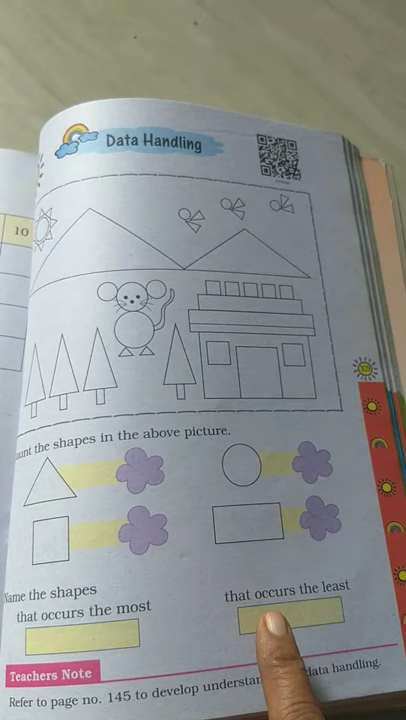 Data Handling
10
ount the shapes in the above picture.
Name the shapes
that occurs the most
that occurs the least
Teachers Note
Refer to page no. 145 to develop understan data handling.